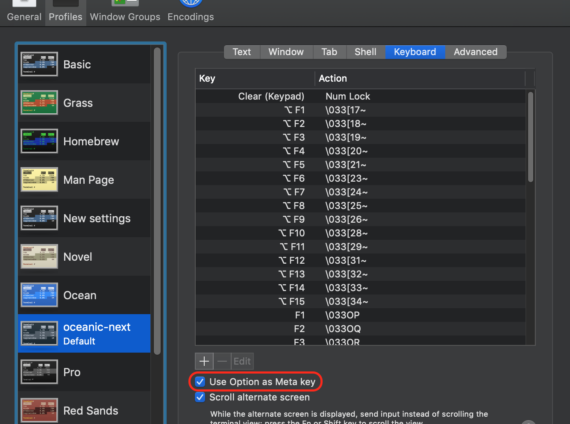 General Profiles Window Groups Encodings
Text Window Tab Shell Keyboard Advanced
Key Action
Clear (Keypad) Num Lock
⌥ F1 \033[17~
⌥ F2 \033[18~
⌥ F3 \033[19~
⌥ F4 \033[20~
⌥ F5 \033[21~
⌥ F6 \033[23~
⌥ F7 \033[24~
⌥ F8 \033[25~
⌥ F9 \033[26~
⌥ F10 \033[28~
⌥ F11 \033[29~
⌥ F12 \033[31~
⌥ F13 \033[32~
⌥ F14 \033[33~
⌥ F15 \033[34~
F1 \033OP
F2 \033OQ
F3 \033OR
+ − Edit
Use Option as Meta key
Scroll alternate screen
While the alternate screen is displayed, send input instead of scrolling the
terminal view; press the Fn or Shift key to scroll the view.
Basic
Grass
Homebrew
Man Page
New settings
Novel
Ocean
oceanic-next
Default
Pro
Red Sands